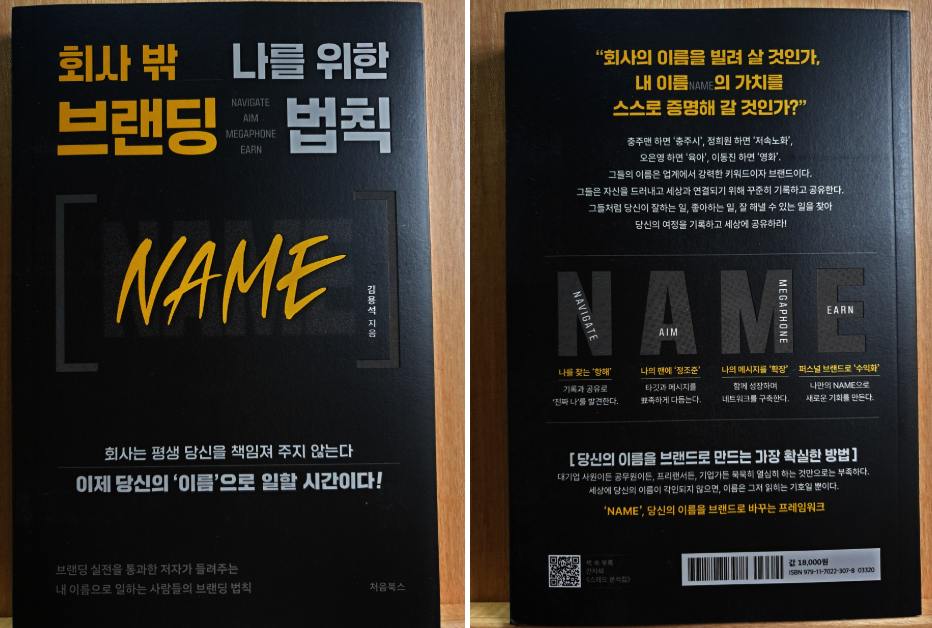 회사 밖 나를 위한
브랜딩 법칙
NAVIGATE
AIM
MEGAPHONE
EARN
NAME
김용석 지음
회사는 평생 당신을 책임져 주지 않는다
이제 당신의 ‘이름’으로 일할 시간이다!
브랜딩 실전을 통과한 저자가 들려주는
내 이름으로 일하는 사람들의 브랜딩 법칙
처음북스
“회사의 이름을 빌려 살 것인가,
내 이름NAME의 가치를
스스로 증명해 갈 것인가?”
충주맨 하면 ‘충주시’, 정희원 하면 ‘저속노화’,
오은영 하면 ‘육아’, 이동진 하면 ‘영화’.
그들의 이름은 업계에서 강력한 키워드이자 브랜드이다.
그들은 자신을 드러내고 세상과 연결되기 위해 꾸준히 기록하고 공유한다.
그들처럼 당신이 잘하는 일, 좋아하는 일, 잘 해낼 수 있는 일을 찾아
당신의 여정을 기록하고 세상에 공유하라!
NAME
NAVIGATE
AIM
MEGAPHONE
EARN
나를 찾는 ‘항해’
기록과 공유로
‘진짜 나’를 발견한다.
나의 팬에 ‘정조준’
타깃과 메시지를
뾰족하게 다듬는다.
나의 메시지를 ‘확장’
함께 성장하며
네트워크를 구축한다.
퍼스널 브랜드로 ‘수익화’
나만의 NAME으로
새로운 기회를 만든다.
[ 당신의 이름을 브랜드로 만드는 가장 확실한 방법 ]
대기업 사원이든 공무원이든, 프리랜서든, 기업가든 묵묵히 열심히 하는 것만으로는 부족하다.
세상에 당신의 이름이 각인되지 않으면, 이름은 그저 읽히는 기호일 뿐이다.
‘NAME’, 당신의 이름을 브랜드로 바꾸는 프레임워크
책 속 부록
값 18,000원
ISBN 979-11-7022-307-8 03320